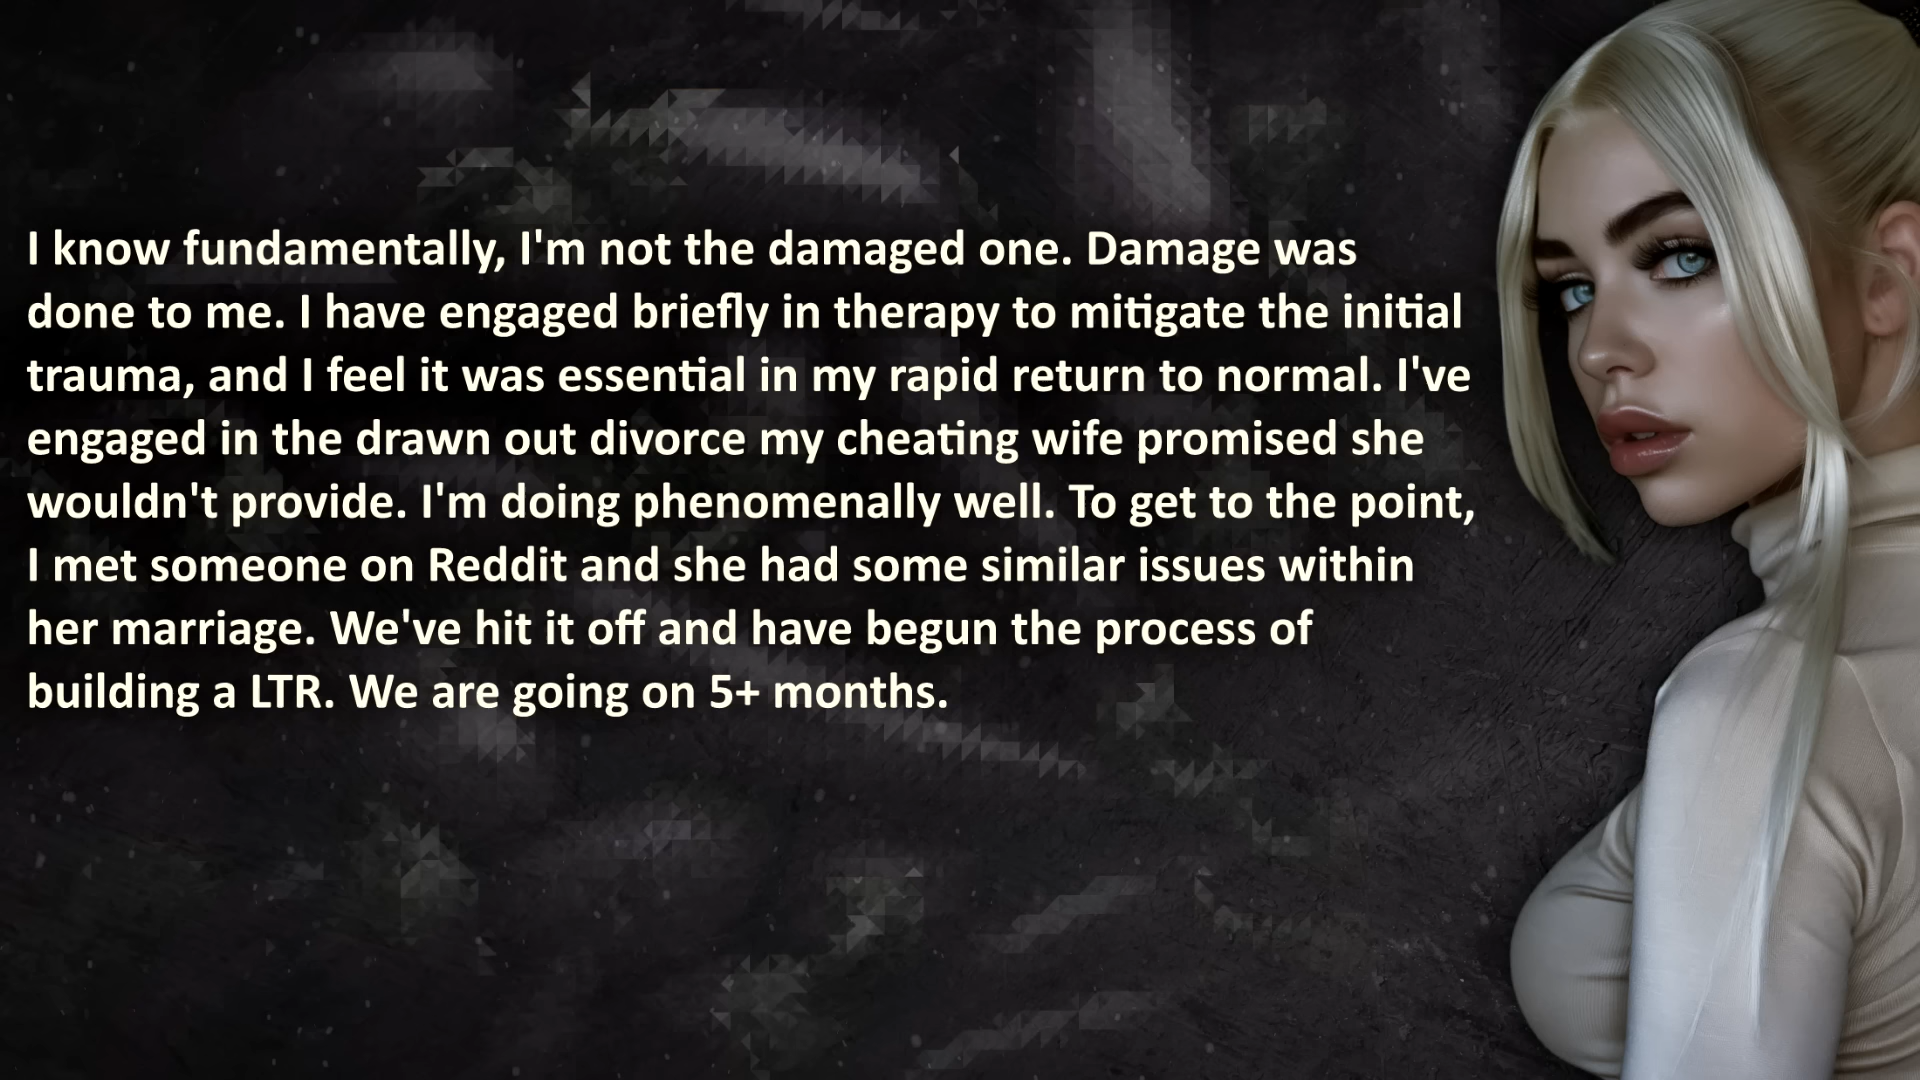 I know fundamentally, I'm not the damaged one. Damage was
done to me. I have engaged briefly in therapy to mitigate the initial
trauma, and I feel it was essential in my rapid return to normal. I've
engaged in the drawn out divorce my cheating wife promised she
wouldn't provide. I'm doing phenomenally well. To get to the point,
I met someone on Reddit and she had some similar issues within
her marriage. We've hit it off and have begun the process of
building a LTR. We are going on 5+ months.